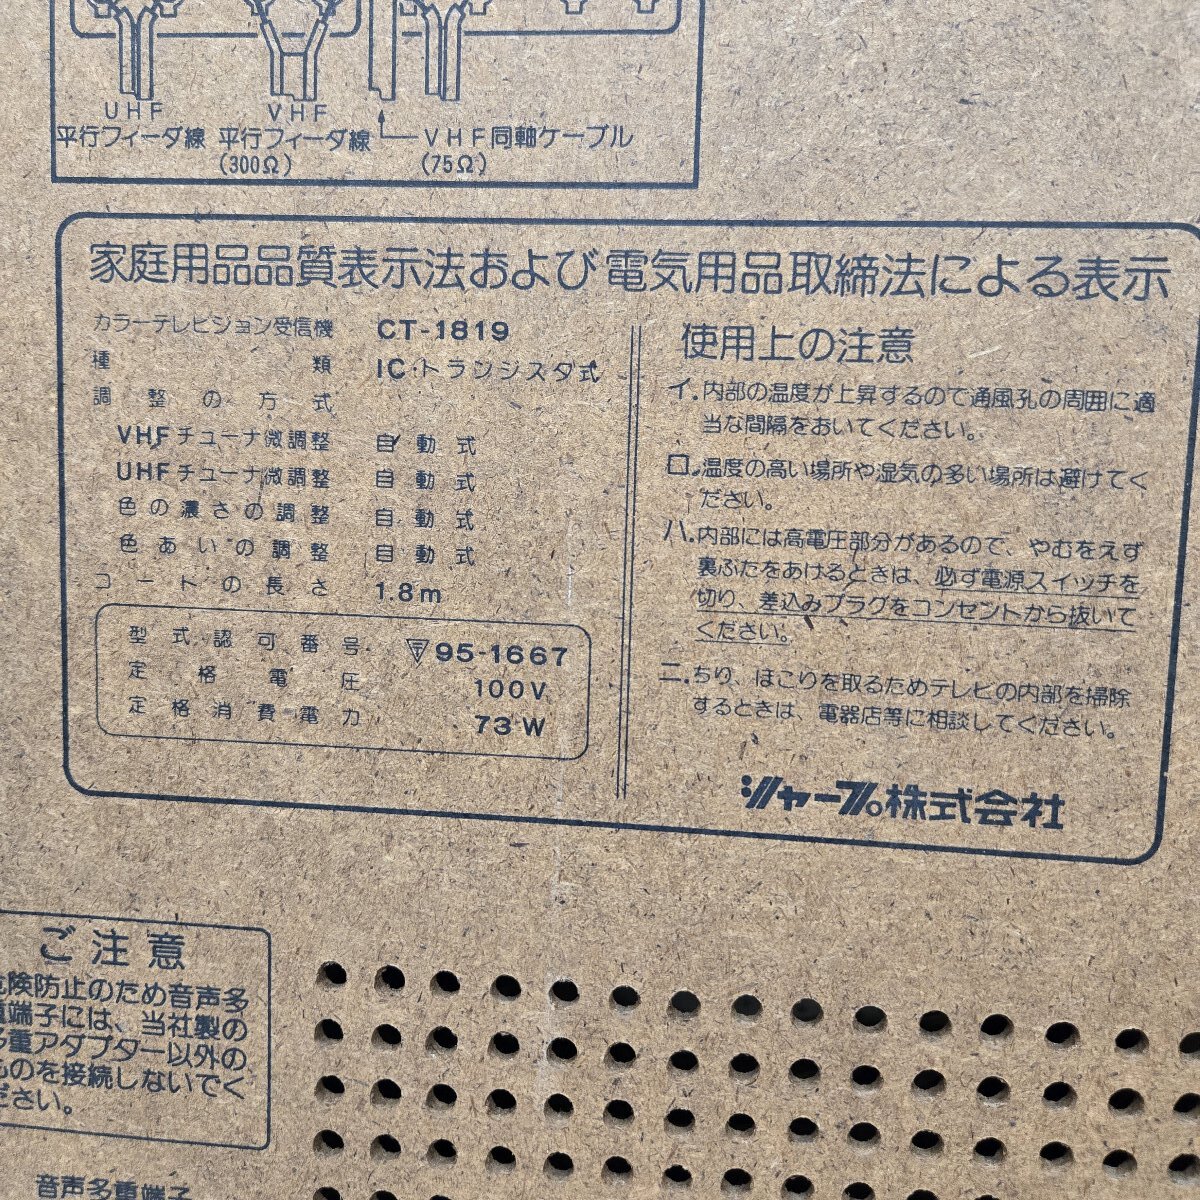 UHF
VHF
平行フィーダ線 平行フィーダ線 VHF同軸ケーブル
(300Ω) (75Ω)
家庭用品品質表示法および電気用品取締法による表示
カラーテレビジョン受信機 CT-1819
種類 IC・トランジスタ式
調整の方式
VHFチューナ微調整 自動式
UHFチューナ微調整 自動式
色の濃さの調整 自動式
色あいの調整 自動式
コードの長さ 1.8m
型式認可番号 95-1667
定格電圧 100V
定格消費電力 73W
使用上の注意
イ.内部の温度が上昇するので通風孔の周囲に適
当な間隔をおいてください。
ロ.温度の高い場所や湿気の多い場所は避けてく
ださい。
ハ.内部には高電圧部分があるので、やむをえず
裏ぶたをあけるときは、必ず電源スイッチを
切り、差込みプラグをコンセントから抜いて
ください。
ニ.ちり、ほこりを取るためテレビの内部を掃除
するときは、電器店等に相談してください。
シャープ株式会社
ご注意
危険防止のため音声多
重端子には、当社製の
多重アダプター以外の
ものを接続しないでく
ださい。
音声多重端子